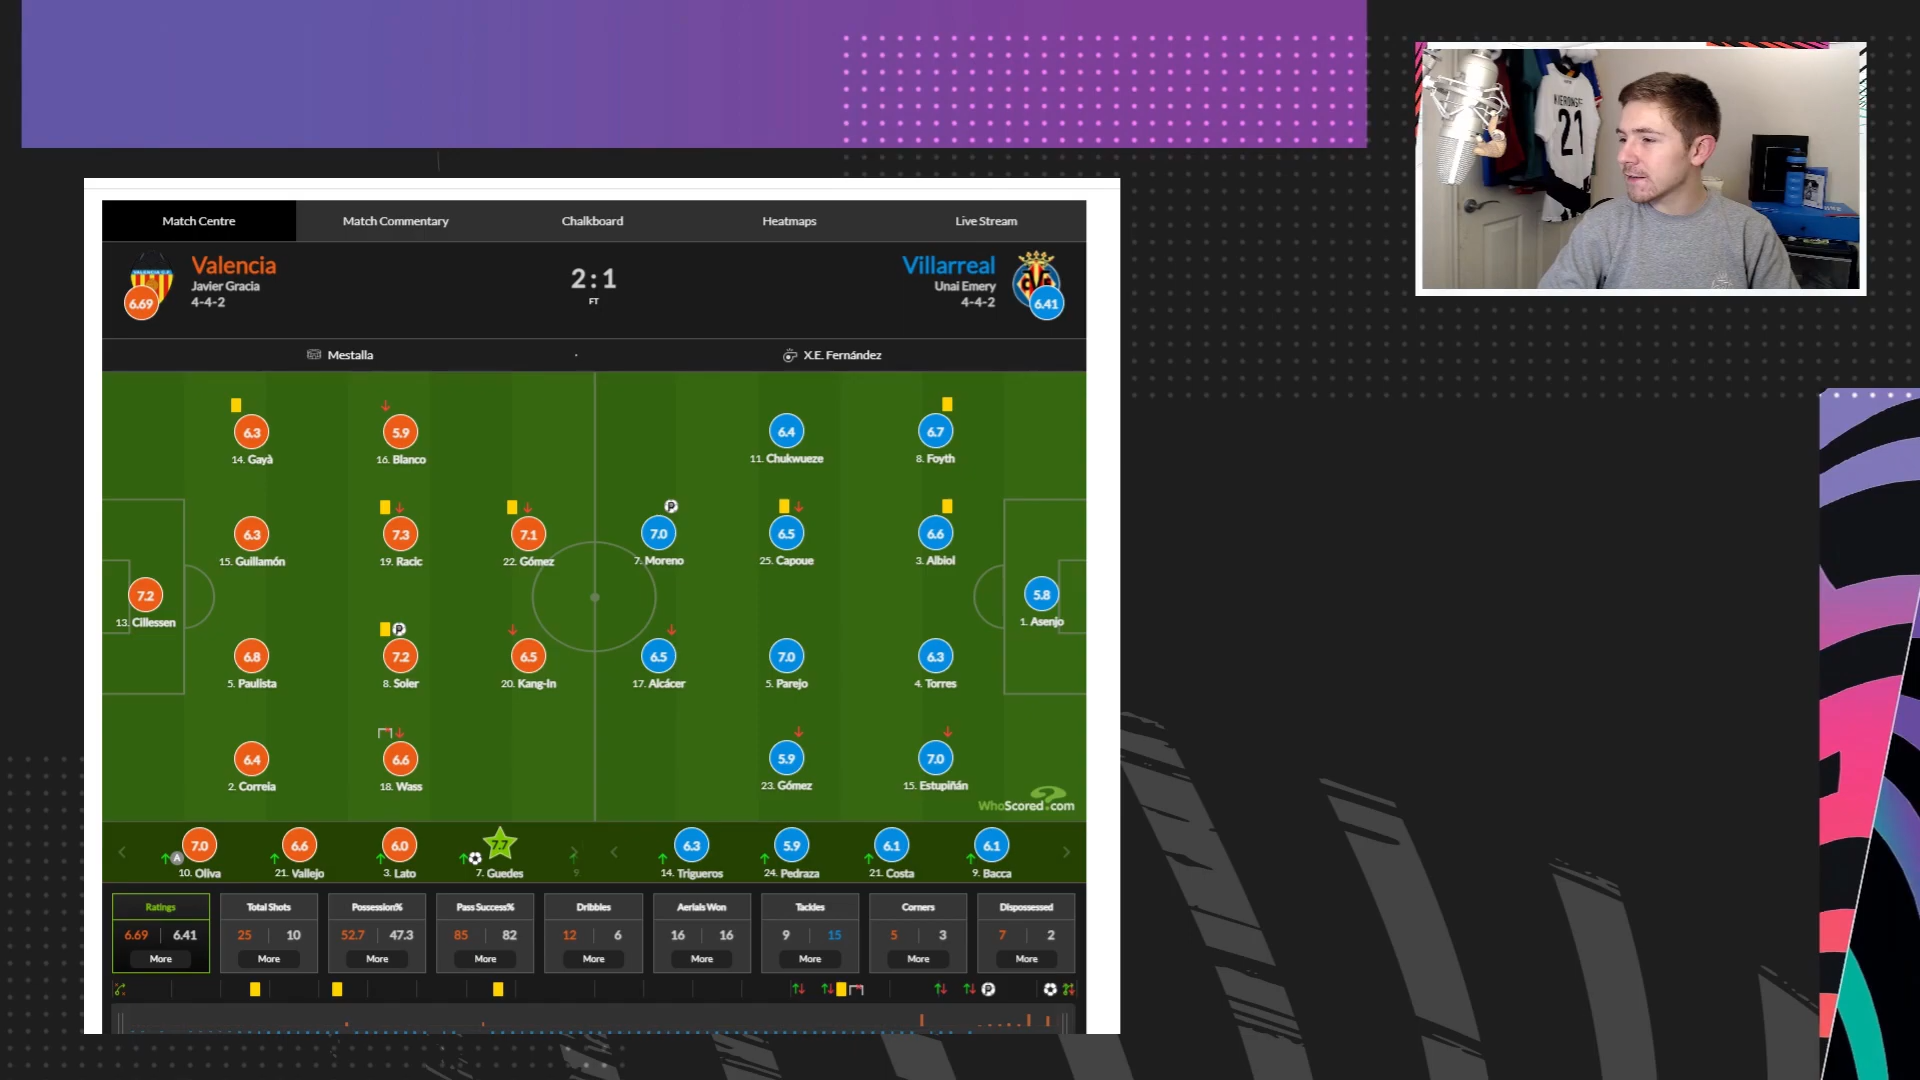 Match Centre
Match Commentary
Chalkboard
Heatmaps
Live Stream
Valencia
Javier Gracia
4-4-2
6.69
2 : 1
FT
Villarreal
Unai Emery
4-4-2
6.41
Mestalla
X.E. Fernández
6.3
14. Gayà
5.9
16. Blanco
6.4
11. Chukwueze
6.7
8. Foyth
6.3
15. Guillamón
7.3
19. Racic
7.1
22. Gómez
P
7.0
7. Moreno
6.5
25. Capoue
6.6
3. Albiol
7.2
13. Cillessen
5.8
1. Asenjo
6.8
5. Paulista
P
7.2
8. Soler
6.5
20. Kang-In
6.5
17. Alcácer
7.0
5. Parejo
6.3
4. Torres
6.4
2. Correia
6.6
18. Wass
5.9
23. Gómez
7.0
15. Estupiñán
WhoScored.com
7.0
A
10. Oliva
6.6
21. Vallejo
6.0
3. Lato
7.7
7. Guedes
9
6.3
14. Trigueros
5.9
24. Pedraza
6.1
21. Costa
6.1
9. Bacca
Ratings
6.69 6.41
More
Total Shots
25 10
More
Possession%
52.7 47.3
More
Pass Success%
85 82
More
Dribbles
12 6
More
Aerials Won
16 16
More
Tackles
9 15
More
Corners
5 3
More
Dispossessed
7 2
More
P
21